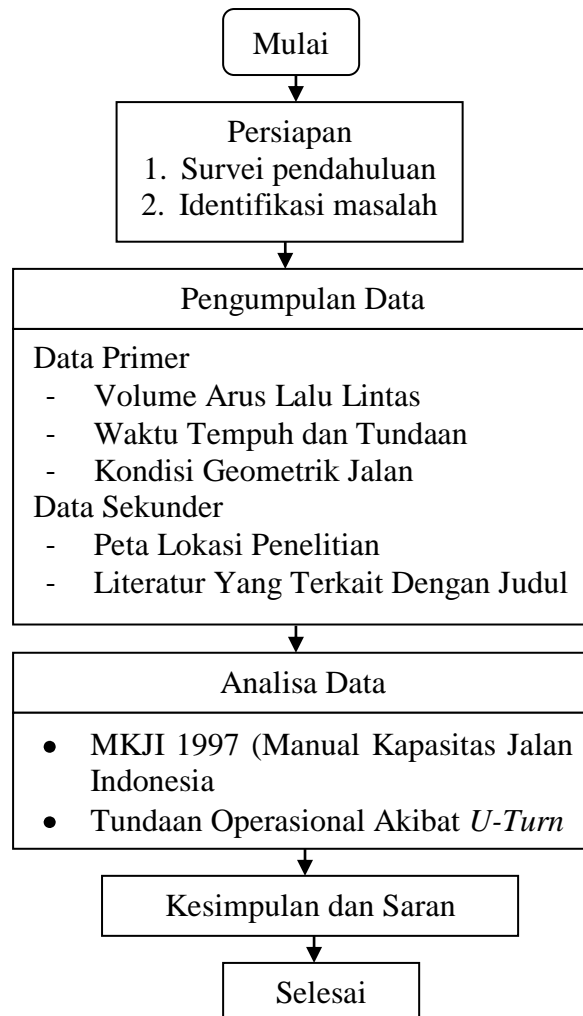 Mulai
Persiapan
1. Survei pendahuluan
2. Identifikasi masalah
Pengumpulan Data
Data Primer
- Volume Arus Lalu Lintas
- Waktu Tempuh dan Tundaan
- Kondisi Geometrik Jalan
Data Sekunder
- Peta Lokasi Penelitian
- Literatur Yang Terkait Dengan Judul
Analisa Data
● MKJI 1997 (Manual Kapasitas Jalan
Indonesia
● Tundaan Operasional Akibat U-Turn
Kesimpulan dan Saran
Selesai